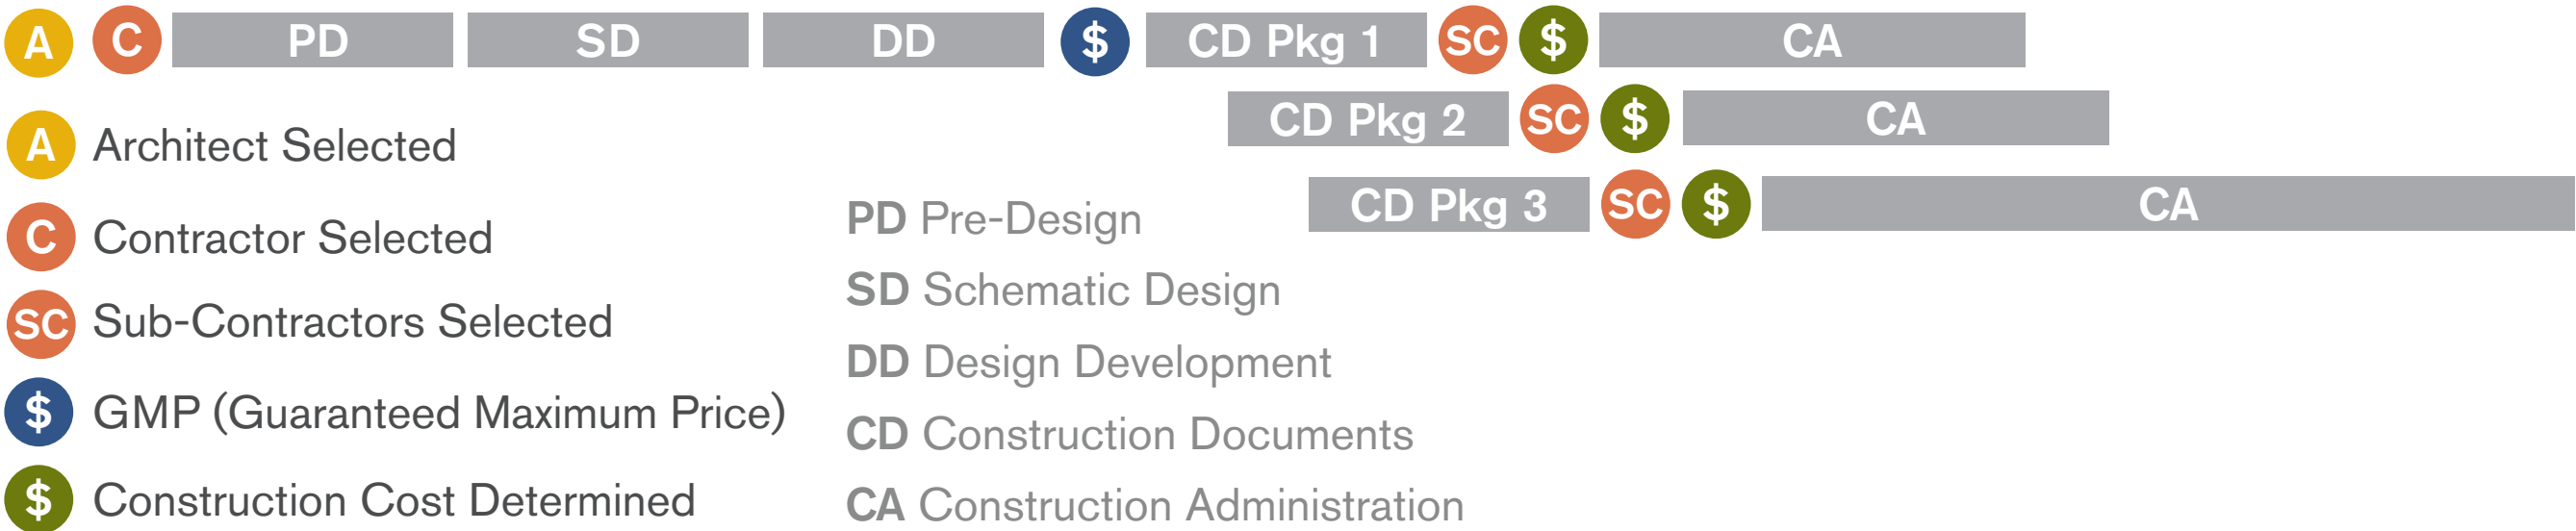 A C PD SD DD $ CD Pkg 1 SC $ CA
CD Pkg 2 SC $ CA
CD Pkg 3 SC $ CA
A Architect Selected
C Contractor Selected
SC Sub-Contractors Selected
$ GMP (Guaranteed Maximum Price)
$ Construction Cost Determined
PD Pre-Design
SD Schematic Design
DD Design Development
CD Construction Documents
CA Construction Administration